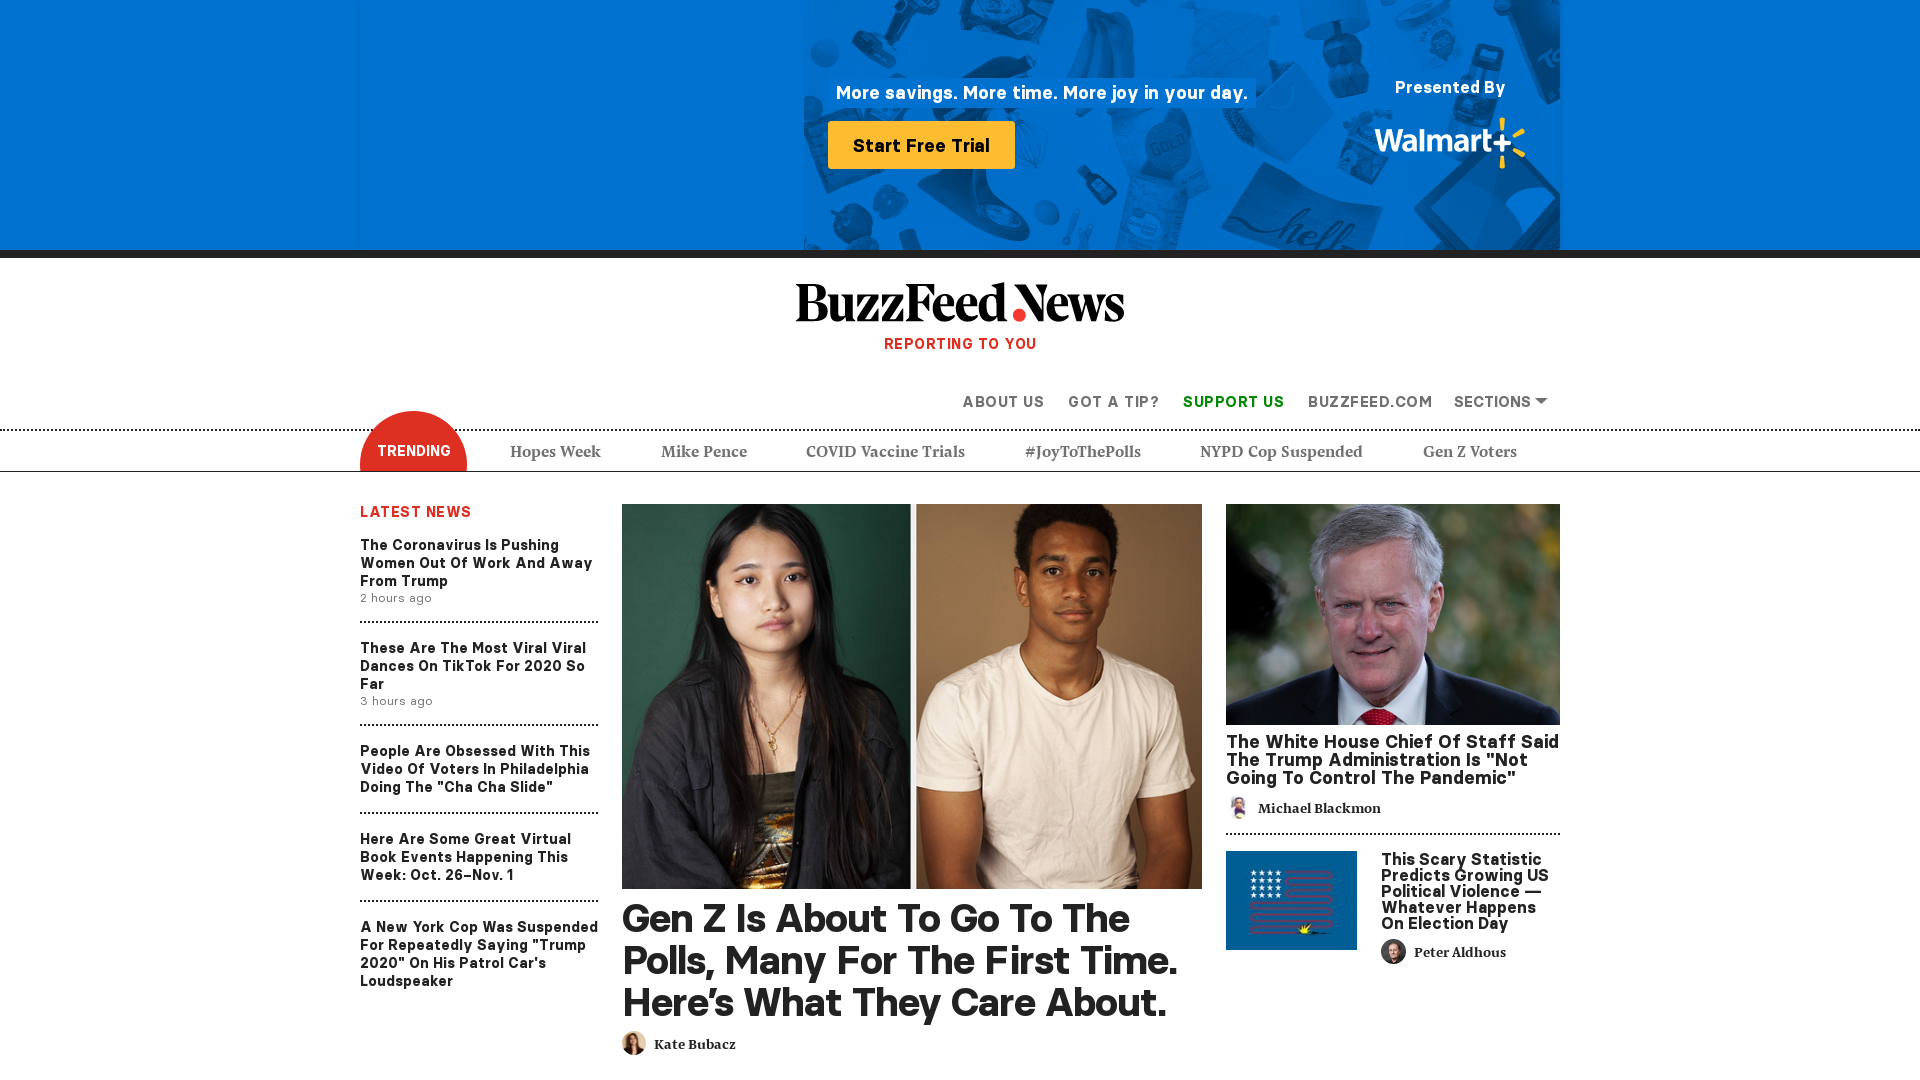 More savings. More time. More joy in your day.
Start Free Trial
Presented By
Walmart+
BuzzFeed News
REPORTING TO YOU
ABOUT US
GOT A TIP?
SUPPORT US
BUZZFEED.COM
SECTIONS
TRENDING
Hopes Week
Mike Pence
COVID Vaccine Trials
#JoyToThePolls
NYPD Cop Suspended
Gen Z Voters
LATEST NEWS
The Coronavirus Is Pushing
Women Out Of Work And Away
From Trump
2 hours ago
These Are The Most Viral Viral
Dances On TikTok For 2020 So
Far
3 hours ago
People Are Obsessed With This
Video Of Voters In Philadelphia
Doing The "Cha Cha Slide"
Here Are Some Great Virtual
Book Events Happening This
Week: Oct. 26–Nov. 1
A New York Cop Was Suspended
For Repeatedly Saying "Trump
2020" On His Patrol Car's
Loudspeaker
Gen Z Is About To Go To The
Polls, Many For The First Time.
Here’s What They Care About.
Kate Bubacz
The White House Chief Of Staff Said
The Trump Administration Is "Not
Going To Control The Pandemic"
Michael Blackmon
This Scary Statistic
Predicts Growing US
Political Violence —
Whatever Happens
On Election Day
Peter Aldhous
hello
GOLD